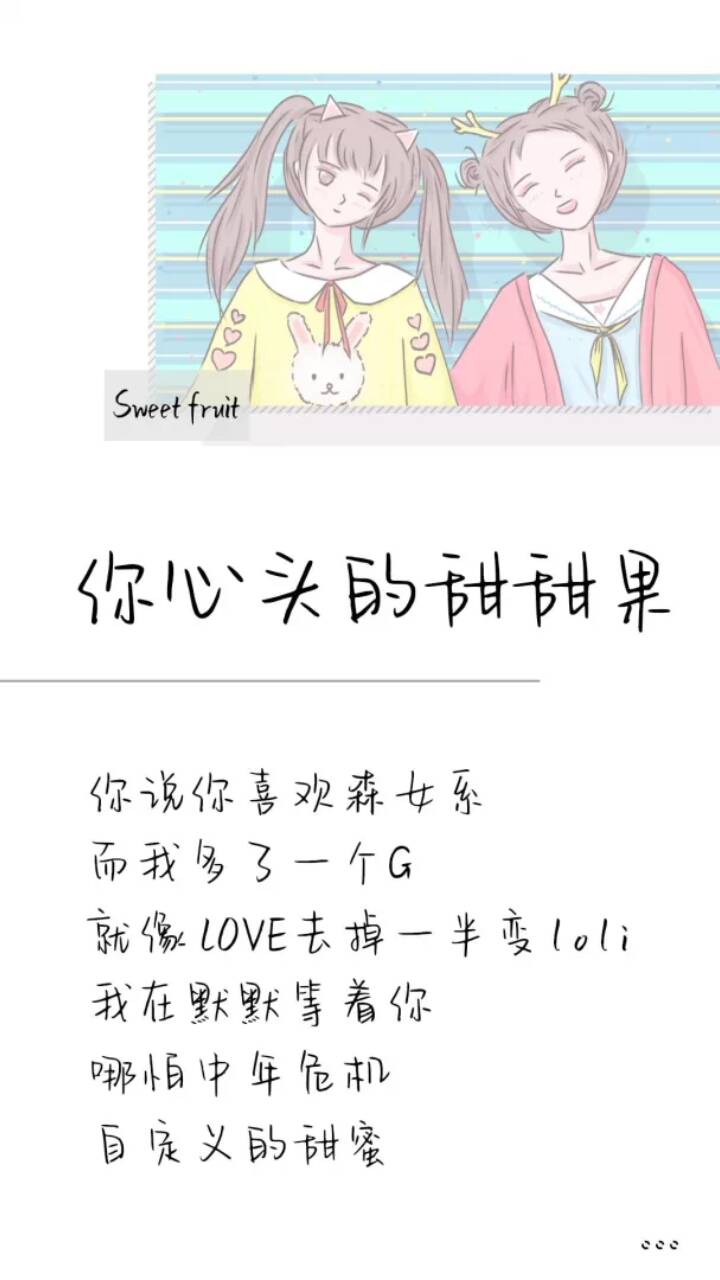 Sweet fruit
你心头的甜甜果
你说你喜欢森女系
而我多了一个G
就像LOVE去掉一半变loli
我在默默等着你
哪怕中年危机
自定义的甜蜜